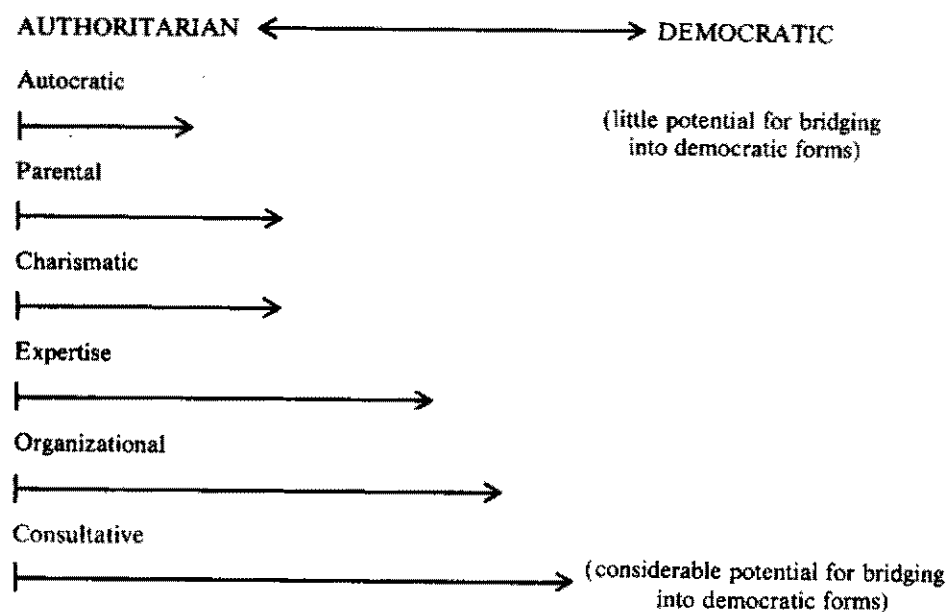 AUTHORITARIAN DEMOCRATIC
Autocratic
(little potential for bridging
into democratic forms)
Parental
Charismatic
Expertise
Organizational
Consultative
(considerable potential for bridging
into democratic forms)